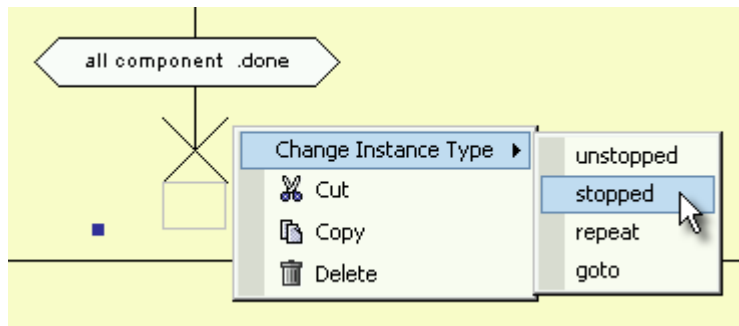 all component .done
Change Instance Type
Cut
Copy
Delete
unstopped
stopped
repeat
goto